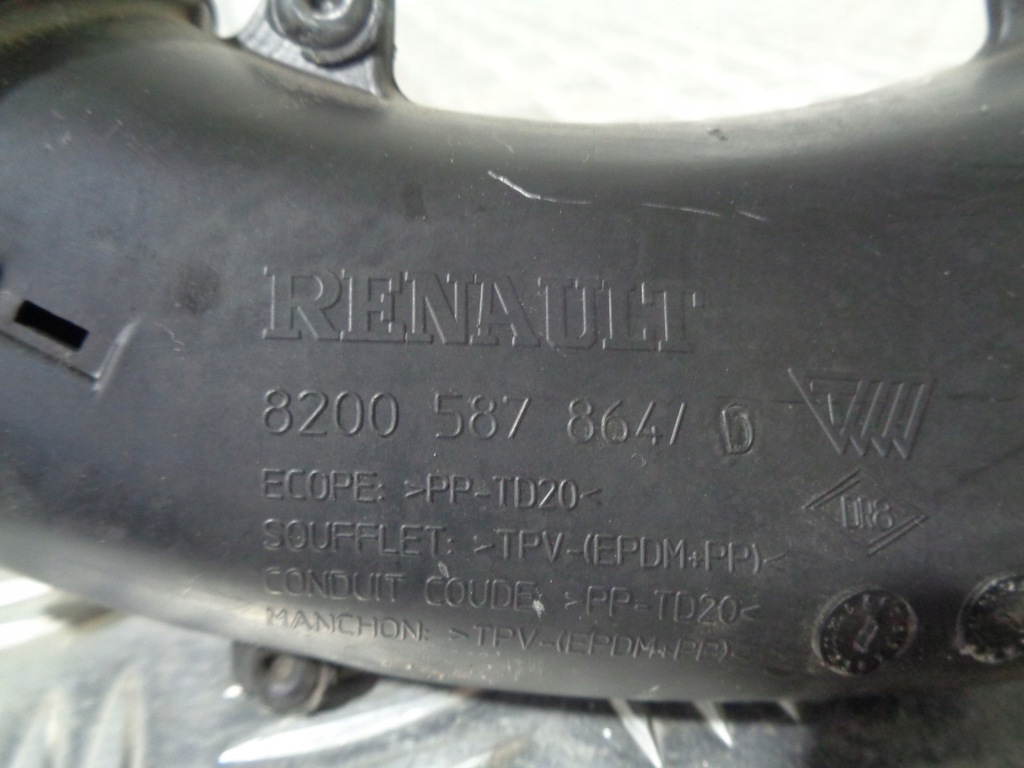 RENAULT
8200 587 864/ D
ECOPE: >PP-TD20<
SOUFFLET: >TPV-(EPDM+PP)<
CONDUIT COUDE: >PP-TD20<
MANCHON: >TPV-(EPDM+PP)<